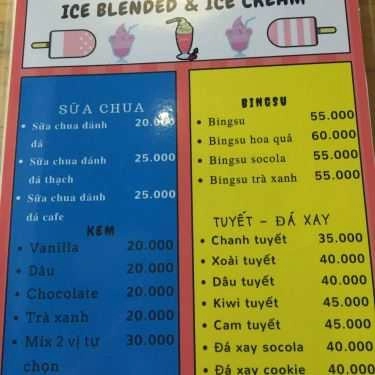 ICE BLENDED & ICE CREAM
SỮA CHUA
• Sữa chua đánh đá 20.000
• Sữa chua đánh đá thạch 25.000
• Sữa chua đánh đá cafe 25.000
KEM
• Vanilla 20.000
• Dâu 20.000
• Chocolate 20.000
• Trà xanh 20.000
• Mix 2 vị tự chọn 30.000
BINGSU
• Bingsu 55.000
• Bingsu hoa quả 60.000
• Bingsu socola 55.000
• Bingsu trà xanh 55.000
TUYẾT - ĐÁ XAY
• Chanh tuyết 35.000
• Xoài tuyết 40.000
• Dâu tuyết 40.000
• Kiwi tuyết 45.000
• Cam tuyết 45.000
• Đá xay socola 40.000
• Đá xay cookie 40.000